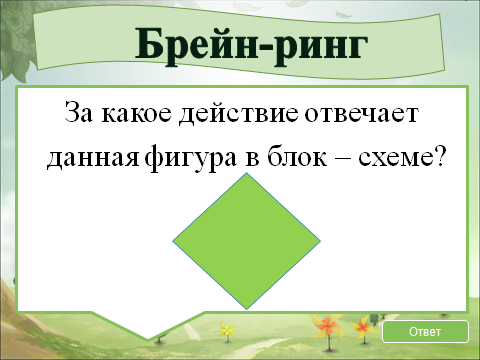 Брейн-ринг
За какое действие отвечает
данная фигура в блок – схеме?
Ответ